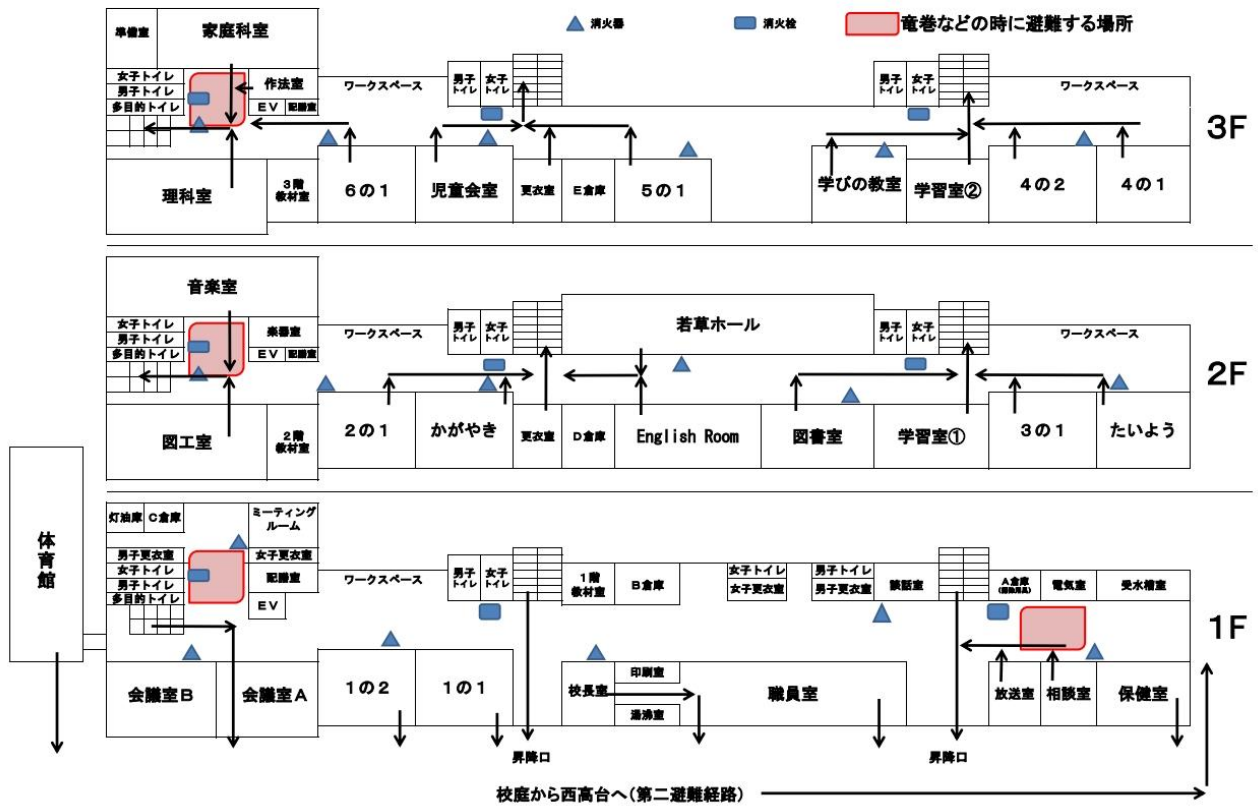 消火器
消火栓
竜巻などの時に避難する場所
3F
準備室
家庭科室
女子トイレ
男子トイレ
多目的トイレ
作法室
EV
配膳室
ワークスペース
男子
トイレ
女子
トイレ
男子
トイレ
女子
トイレ
ワークスペース
理科室
3階
教材室
6の1
児童会室
更衣室
E倉庫
5の1
学びの教室
学習室②
4の2
4の1
2F
音楽室
女子トイレ
男子トイレ
多目的トイレ
楽器室
EV
配膳室
ワークスペース
男子
トイレ
女子
トイレ
若草ホール
男子
トイレ
女子
トイレ
ワークスペース
図工室
2階
教材室
2の1
かがやき
更衣室
D倉庫
English Room
図書室
学習室①
3の1
たいよう
1F
体育館
灯油庫
C倉庫
ミーティング
ルーム
男子更衣室
女子トイレ
男子トイレ
多目的トイレ
女子更衣室
配膳室
EV
ワークスペース
男子
トイレ
女子
トイレ
1階
教材室
B倉庫
女子トイレ
女子更衣室
男子トイレ
男子更衣室
談話室
A倉庫
電気室
受水槽室
会議室B
会議室A
1の2
1の1
校長室
印刷室
湯沸室
職員室
放送室
相談室
保健室
昇降口
昇降口
校庭から西高台へ(第二避難経路)